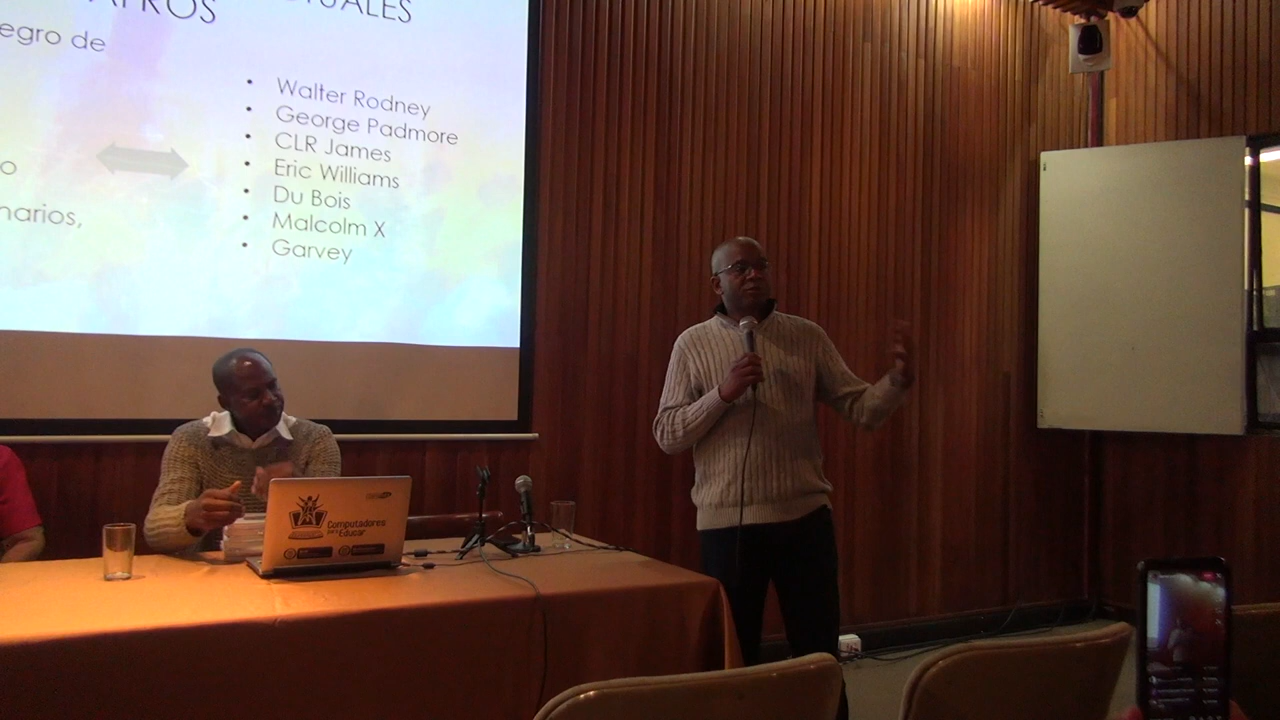 AFROS
egro de
o
narios,
• Walter Rodney
• George Padmore
• CLR James
• Eric Williams
• Du Bois
• Malcolm X
• Garvey
Computadores
para Educar